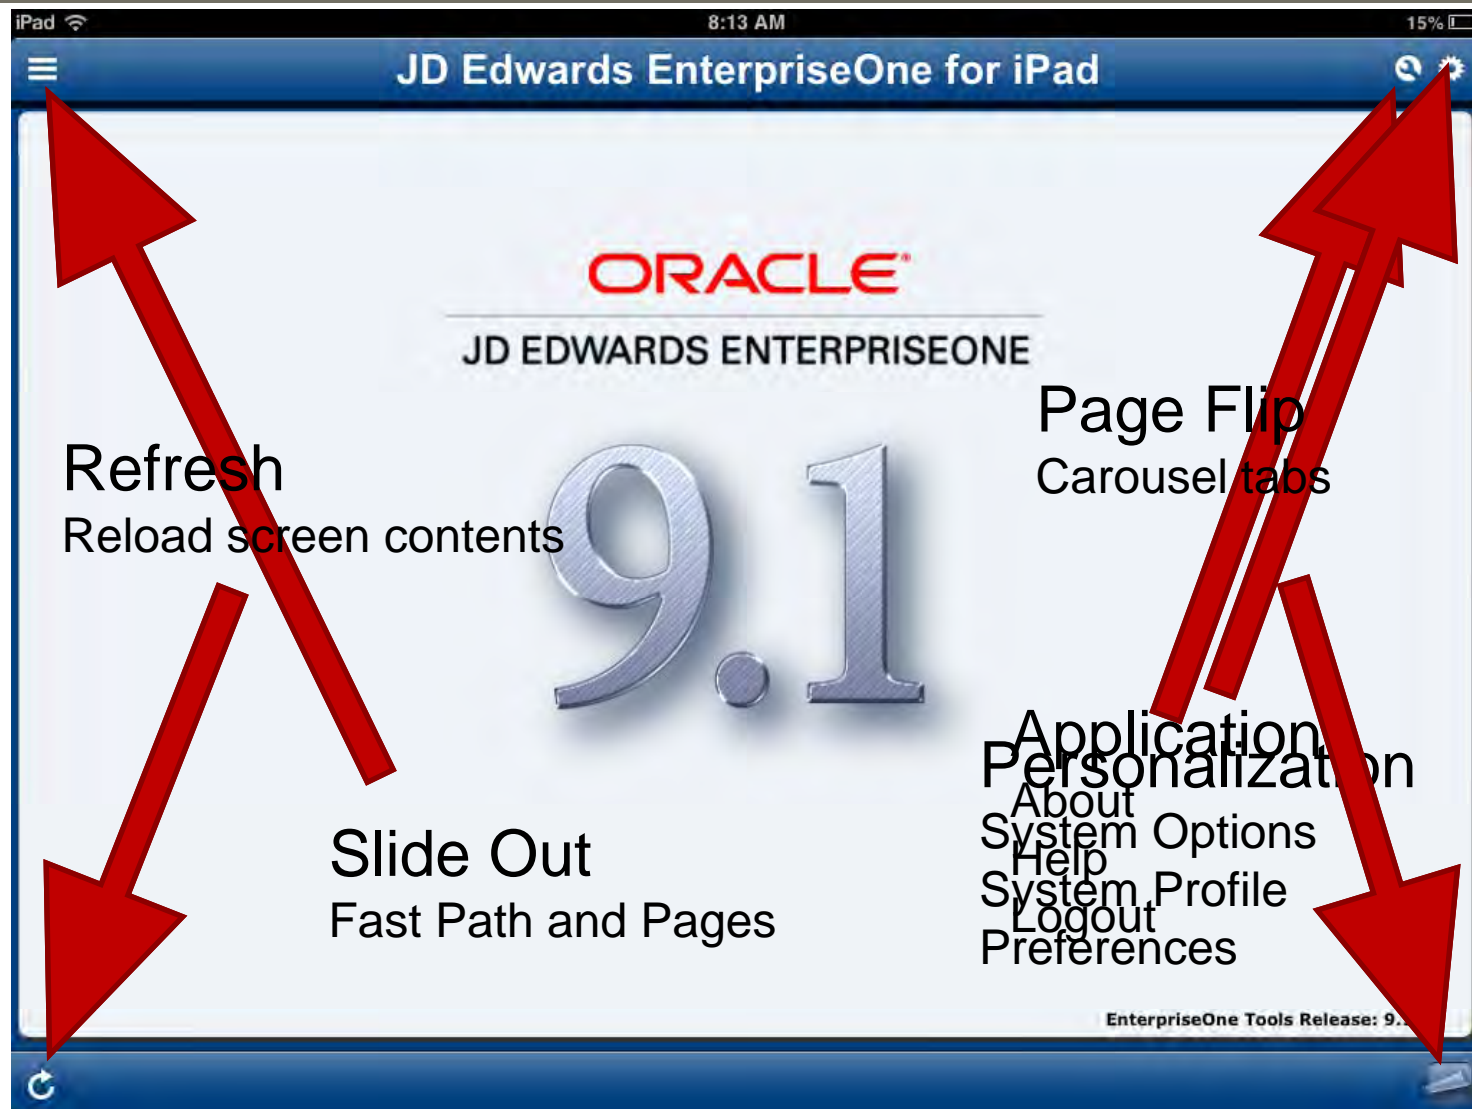 iPad 8:13 AM 15%
JD Edwards EnterpriseOne for iPad
ORACLE®
JD EDWARDS ENTERPRISEONE
9.1
Page Flip
Carousel tabs
Refresh
Reload screen contents
Application
About
Help
Logout
Personalization
System Options
System Profile
Preferences
Slide Out
Fast Path and Pages
EnterpriseOne Tools Release: 9.